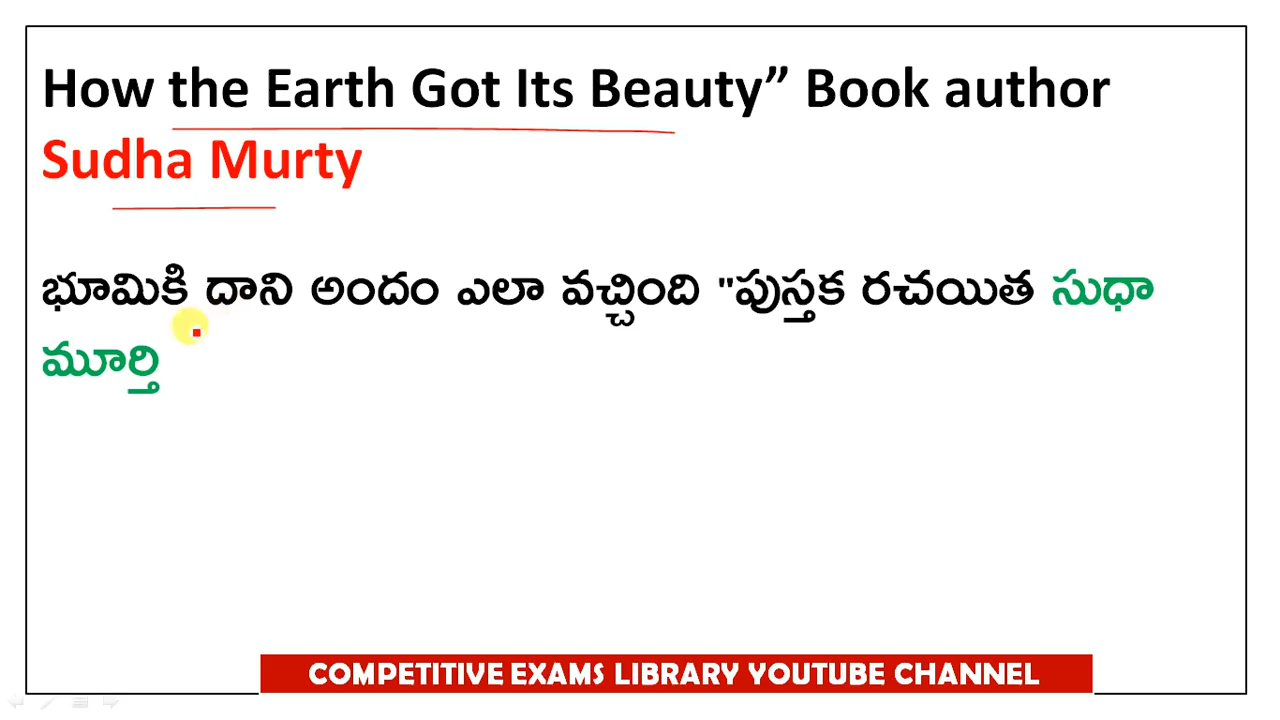 How the Earth Got Its Beauty” Book author
Sudha Murty
భూమికి దాని అందం ఎలా వచ్చింది "పుస్తక రచయిత సుధా
మూర్తి
COMPETITIVE EXAMS LIBRARY YOUTUBE CHANNEL